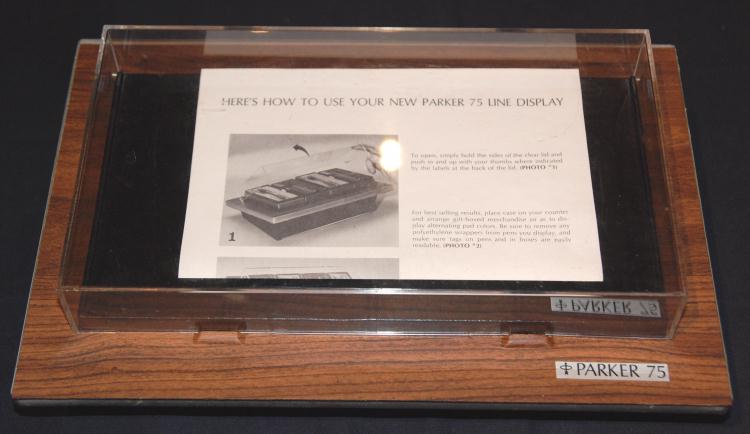 HERE'S HOW TO USE YOUR NEW PARKER 75 LINE DISPLAY
To open, simply hold the sides of the clear lid and
push in and up with your thumbs where indicated
by the labels at the back of the lid. (PHOTO #1)
1
For best selling results, place case on your counter
and arrange gift-boxed merchandise or as to dis-
play alternating pad colors. Be sure to remove any
polyethylene wrappers from pens you display, and
make sure tags on pens and in boxes are easily
readable. (PHOTO #2)
PARKER 75
PARKER 75